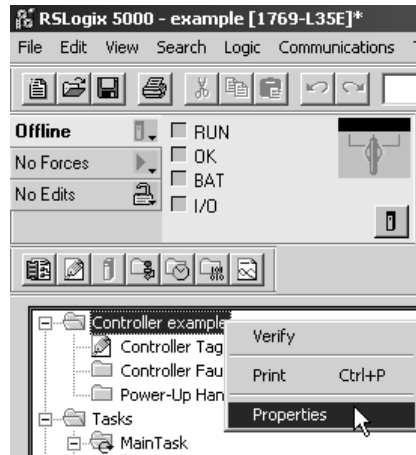 RSLogix 5000 - example [1769-L35E]*
File Edit View Search Logic Communications
Offline
RUN
No Forces
OK
BAT
No Edits
I/O
Controller example
Controller Tag
Controller Fau
Power-Up Han
Tasks
MainTask
Verify
Print Ctrl+P
Properties